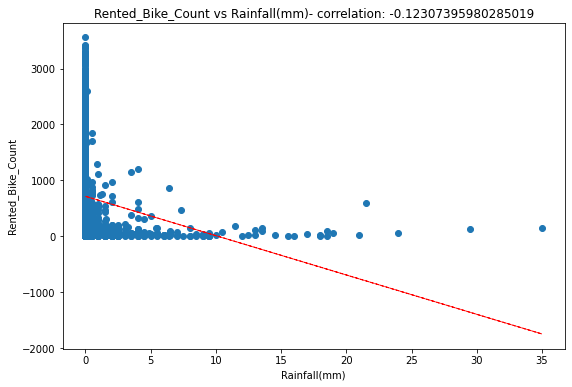 Rented_Bike_Count vs Rainfall(mm)- correlation: -0.12307395980285019
3000
2000
1000
0
−1000
−2000
Rented_Bike_Count
0 5 10 15 20 25 30 35
Rainfall(mm)